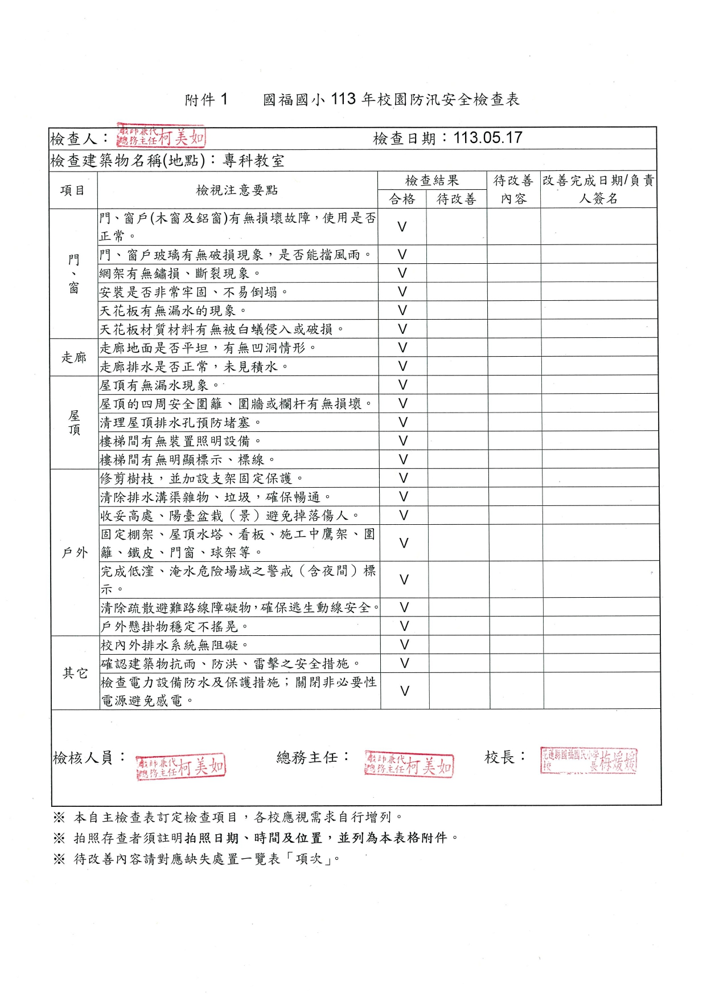 附件 1 國福國小 113 年校園防汛安全檢查表
檢查人： 教師兼代總務主任 柯美如 檢查日期：113.05.17
檢查建築物名稱(地點)：專科教室
項目 檢視注意要點 檢查結果 待改善內容 改善完成日期/負責人簽名
合格 待改善
門、窗
門、窗戶(木窗及鋁窗)有無損壞故障，使用是否
正常。 V
門、窗戶玻璃有無破損現象，是否能擋風雨。 V
網架有無鏽損、斷裂現象。 V
安裝是否非常牢固、不易倒塌。 V
天花板有無漏水的現象。 V
天花板材質材料有無被白蟻侵入或破損。 V
走廊
走廊地面是否平坦，有無凹洞情形。 V
走廊排水是否正常，未見積水。 V
屋頂
屋頂有無漏水現象。 V
屋頂的四周安全圍籬、圍牆或欄杆有無損壞。 V
清理屋頂排水孔預防堵塞。 V
樓梯間有無裝置照明設備。 V
樓梯間有無明顯標示、標線。 V
戶外
修剪樹枝，並加設支架固定保護。 V
清除排水溝渠雜物、垃圾，確保暢通。 V
收妥高處、陽臺盆栽（景）避免掉落傷人。 V
固定棚架、屋頂水塔、看板、施工中鷹架、圍
籬、鐵皮、門窗、球架等。 V
完成低漥、淹水危險場域之警戒（含夜間）標
示。 V
清除疏散避難路線障礙物，確保逃生動線安全。 V
戶外懸掛物穩定不搖晃。 V
其它
校內外排水系統無阻礙。 V
確認建築物抗雨、防洪、雷擊之安全措施。 V
檢查電力設備防水及保護措施；關閉非必要性
電源避免感電。 V
檢核人員： 教師兼代總務主任 柯美如 總務主任： 教師兼代總務主任 柯美如 校長： 花蓮縣國福國民小學校長 梅媛媛
※ 本自主檢查表訂定檢查項目，各校應視需求自行增列。
※ 拍照存查者須註明拍照日期、時間及位置，並列為本表格附件。
※ 待改善內容請對應缺失處置一覽表「項次」。